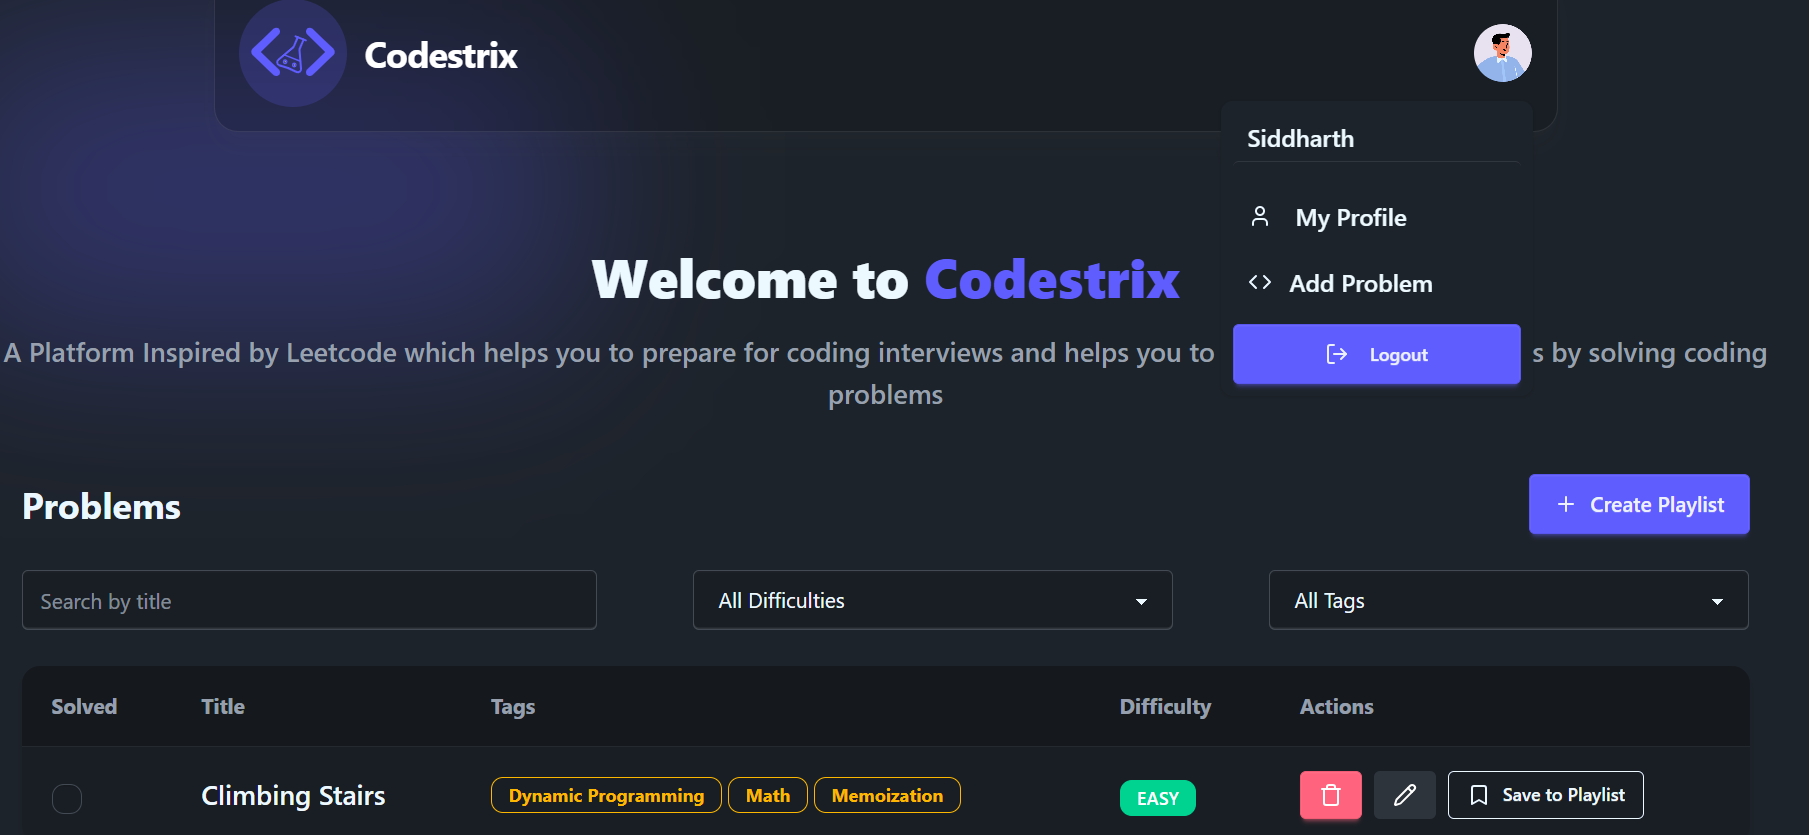 Codestrix
Siddharth
My Profile
Add Problem
Logout
Welcome to Codestrix
A Platform Inspired by Leetcode which helps you to prepare for coding interviews and helps you to s by solving coding
problems
Problems
Create Playlist
Search by title
All Difficulties
All Tags
Solved Title Tags Difficulty Actions
Climbing Stairs Dynamic Programming Math Memoization EASY Save to Playlist